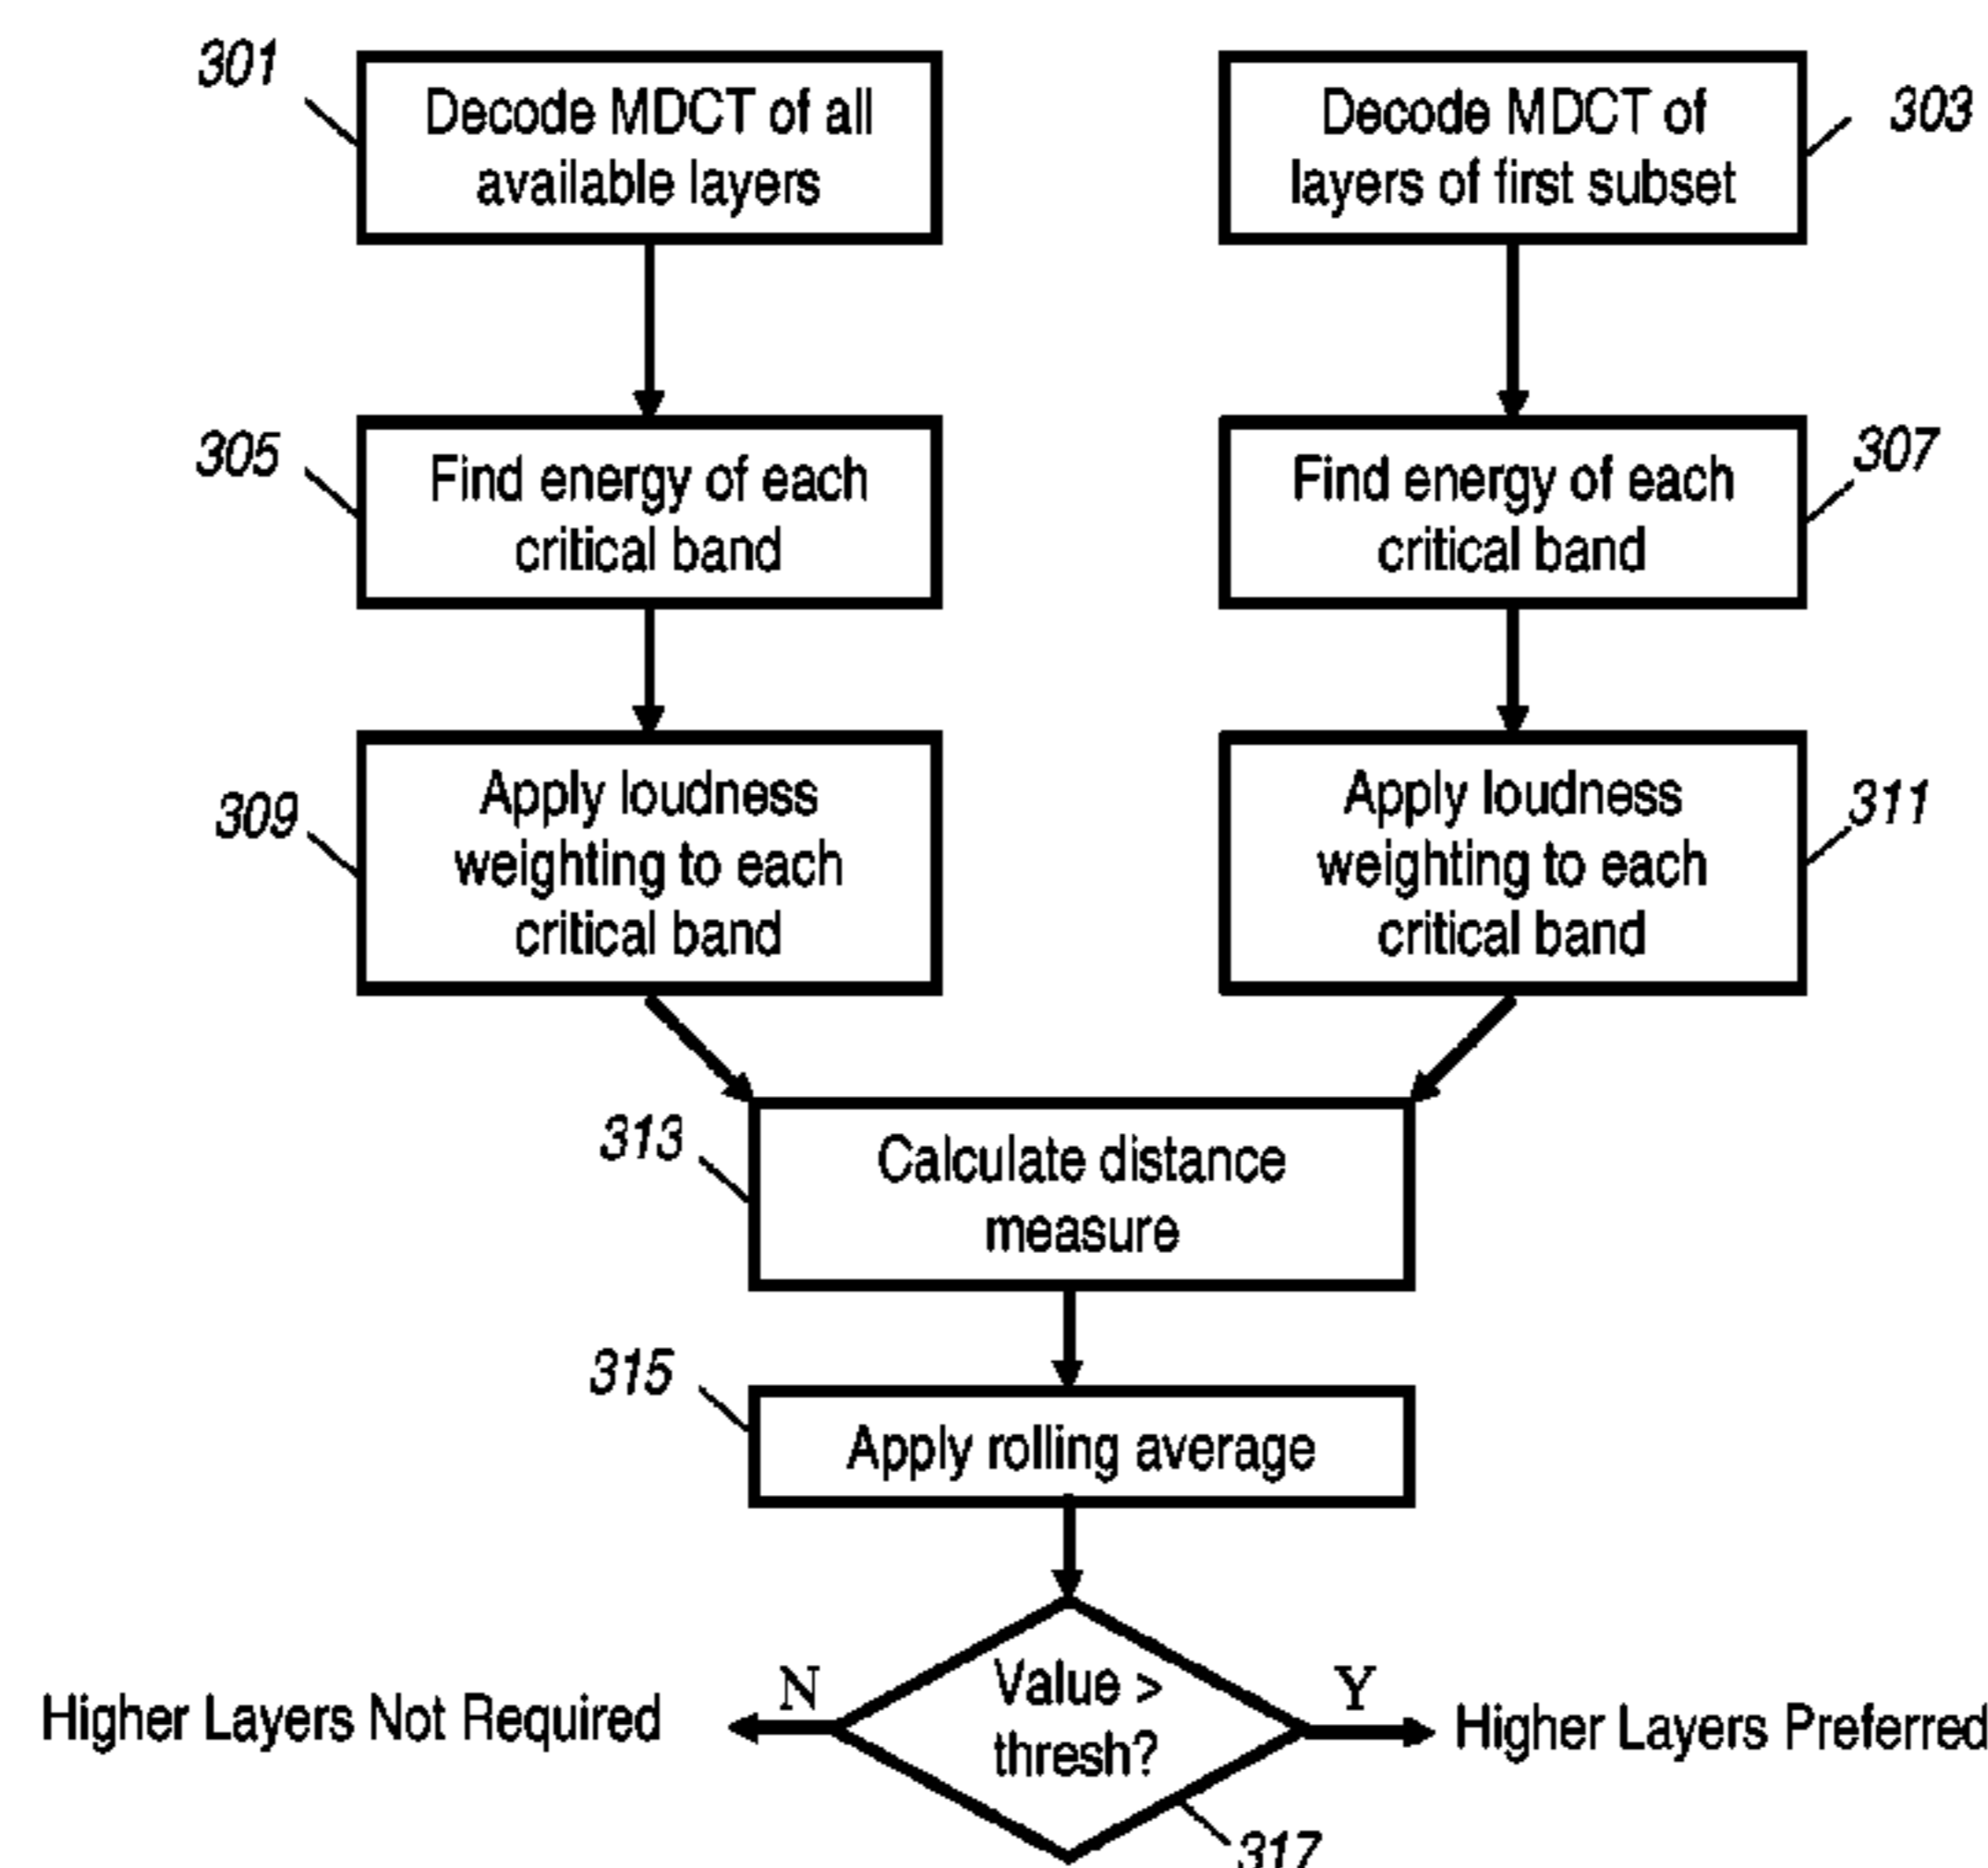 301
Decode MDCT of all
available layers
Decode MDCT of
layers of first subset
303
305
Find energy of each
critical band
Find energy of each
critical band
307
309
Apply loudness
weighting to each
critical band
Apply loudness
weighting to each
critical band
311
313
Calculate distance
measure
315
Apply rolling average
Higher Layers Not Required
N
Value >
thresh?
Y
Higher Layers Preferred
317